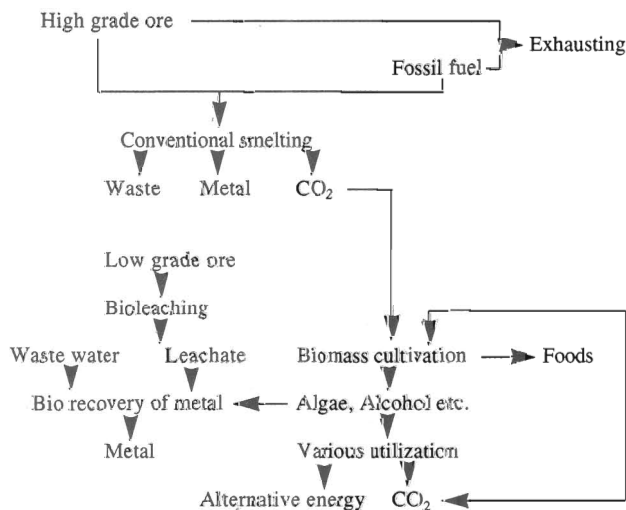 High grade ore
Exhausting
Fossil fuel
Conventional smelting
Waste Metal CO₂
Low grade ore
Bioleaching
Waste water Leachate Biomass cultivation Foods
Bio recovery of metal Algae, Alcohol etc.
Metal Various utilization
Alternative energy CO₂